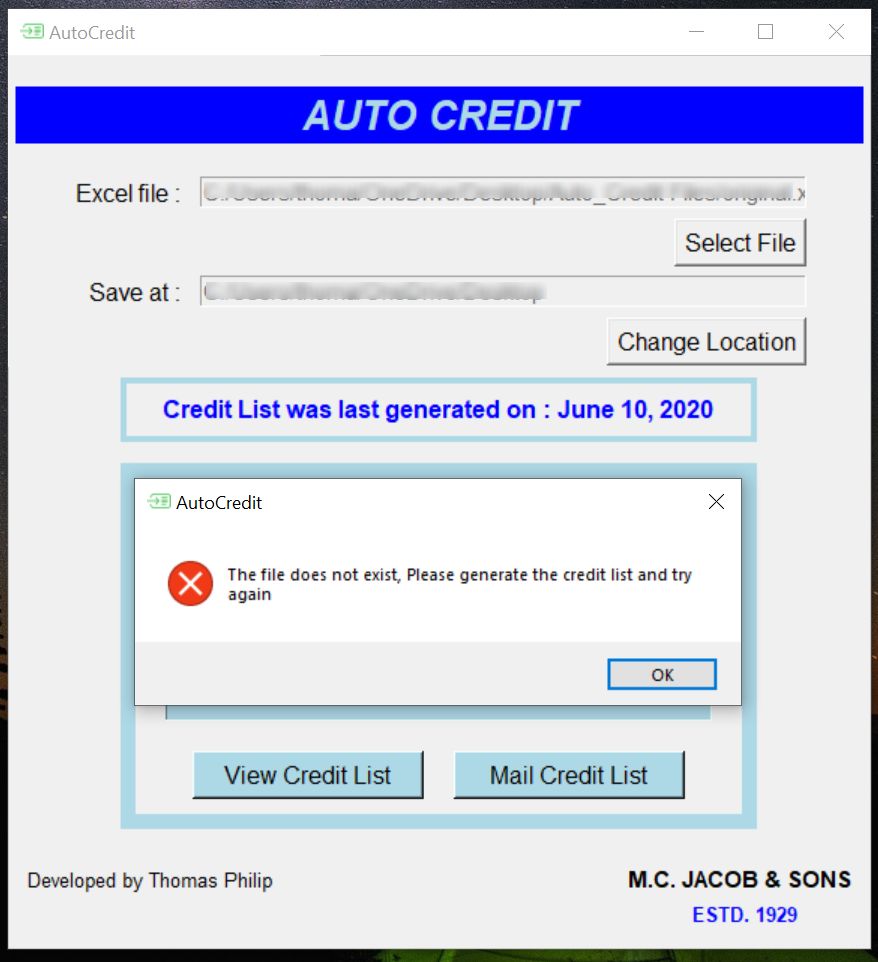 AutoCredit
AUTO CREDIT
Excel file :
Select File
Save at :
Change Location
Credit List was last generated on : June 10, 2020
AutoCredit
The file does not exist, Please generate the credit list and try
again
OK
View Credit List
Mail Credit List
Developed by Thomas Philip
M.C. JACOB & SONS
ESTD. 1929